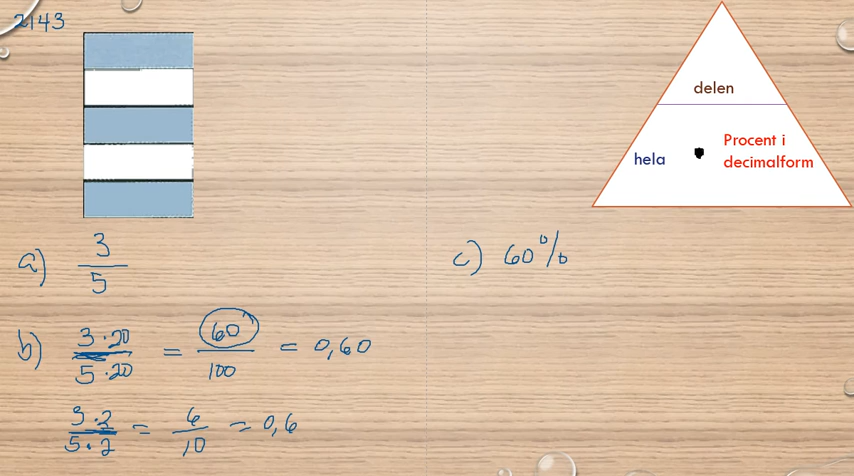 2143
delen
hela • Procent i
decimalform
a) 3/5
b) 3·20/5·20 = 60/100 = 0,60
3·2/5·2 = 6/10 = 0,6
c) 60%